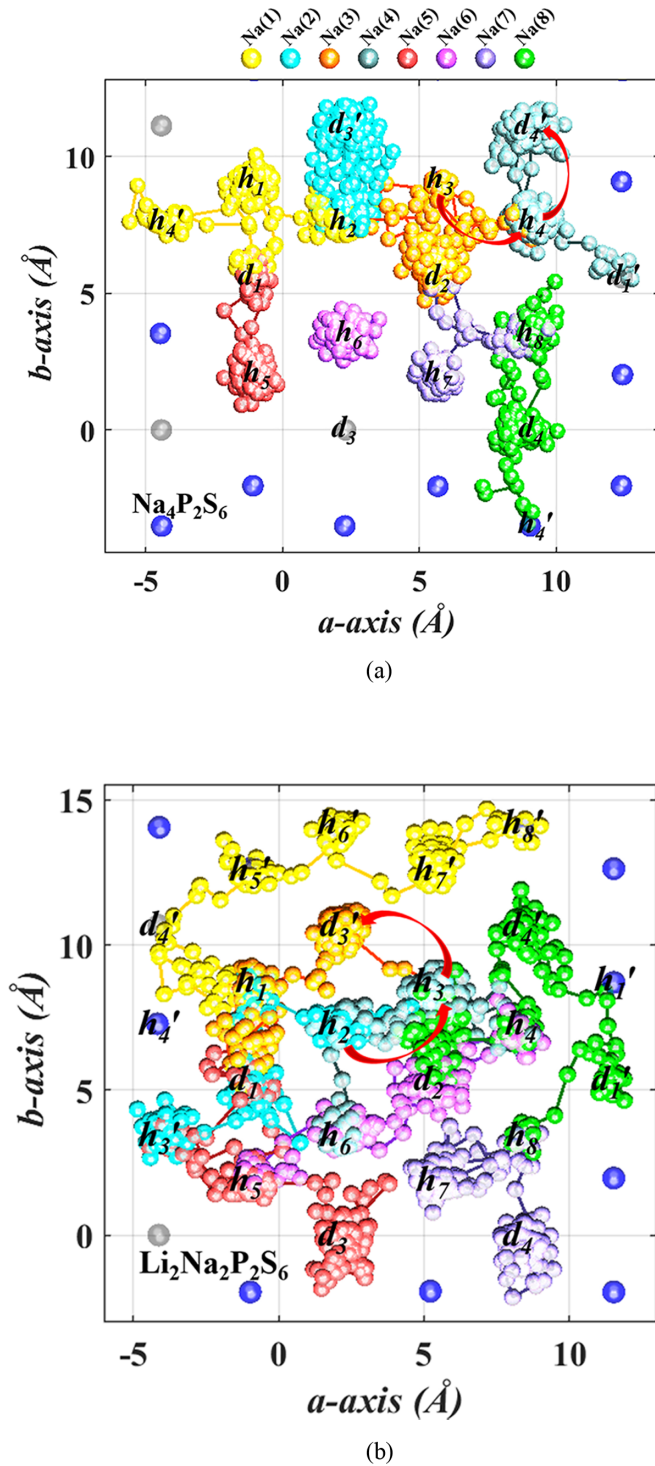 Na(1) Na(2) Na(3) Na(4) Na(5) Na(6) Na(7) Na(8)
d₃′ d₄′
10
h₁ h₃
h₄′ h₂ h₄
d₁ d₂ d₁′
5
h₆ h₈
h₅ h₇
0 d₃ d₄
Na₄P₂S₆ h₄′
-5 0 5 10
b-axis (Å)
a-axis (Å)
(a)
15
h₆′ h₈′
h₅′ h₇′
d₄′ d₃′ d₄′
10
h₁ h₃ h₁′
h₄′ h₂ h₄
d₁ d₂ d₁′
5
h₃′ h₆ h₈
h₅ h₇
0 d₃ d₄
Li₂Na₂P₂S₆
-5 0 5 10
b-axis (Å)
a-axis (Å)
(b)